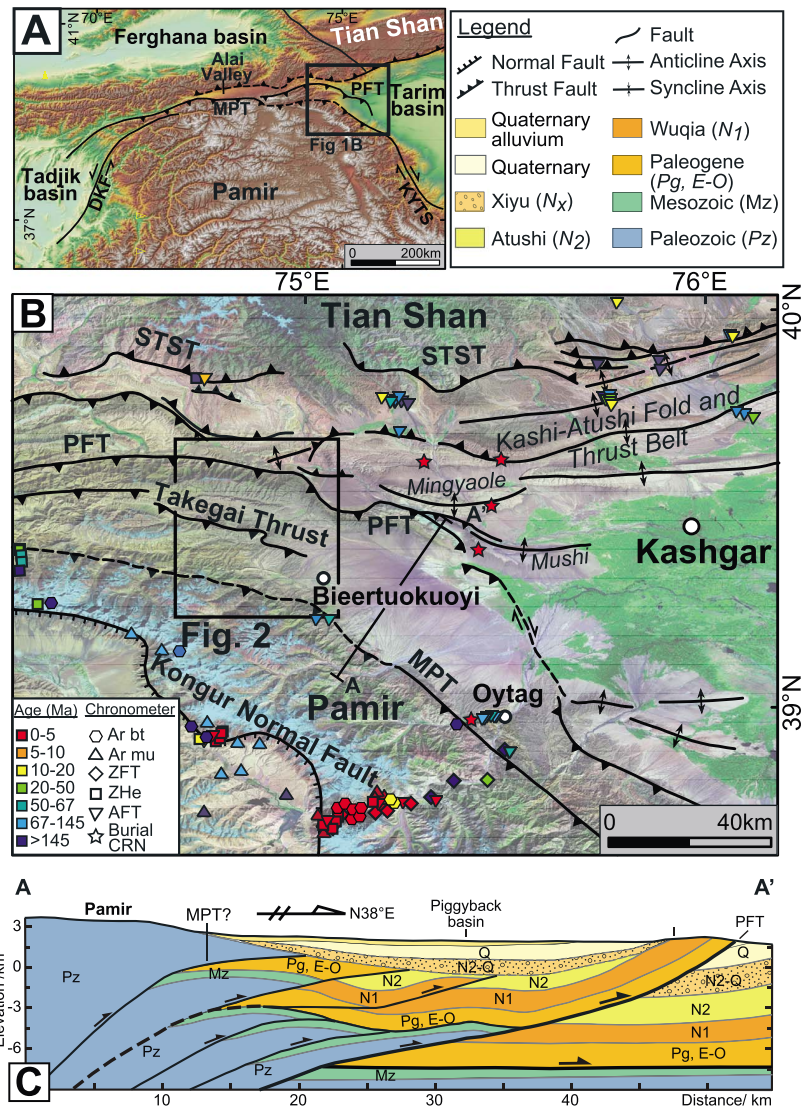 A
70°E
75°E
41°N
Tian Shan
Ferghana basin
Alai
Valley
PFT
Tarim
basin
MPT
Fig 1B
Tadjik
basin
DKF
Pamir
KYTS
37°N
0
200km
Legend
Normal Fault
Thrust Fault
Fault
Anticline Axis
Syncline Axis
Quaternary
alluvium
Quaternary
Xiyu (Nx)
Atushi (N2)
Wuqia (N1)
Paleogene
(Pg, E-O)
Mesozoic (Mz)
Paleozoic (Pz)
75°E
76°E
B
40°N
Tian Shan
STST
STST
Kashi-Atushi Fold and
Thrust Belt
PFT
Mingyaole
Takegai Thrust
PFT
A'
Mushi
Kashgar
Bieertuokuoyi
Fig. 2
MPT
A
Pamir
Oytag
39°N
Kongur Normal Fault
Age (Ma)
Chronometer
0-5
5-10
10-20
20-50
50-67
67-145
>145
Ar bt
Ar mu
ZFT
ZHe
AFT
Burial
CRN
0
40km
A
A'
Pamir
MPT?
N38°E
Piggyback
basin
PFT
3
0
-3
-6
Elevation /km
Pz
Mz
Pg, E-O
Q
N2-Q
N2
N2
N1
N1
Pg, E-O
Pz
Pz
Mz
Q
N2-Q
N2
N1
Pg, E-O
C
10
20
30
40
Distance/ km